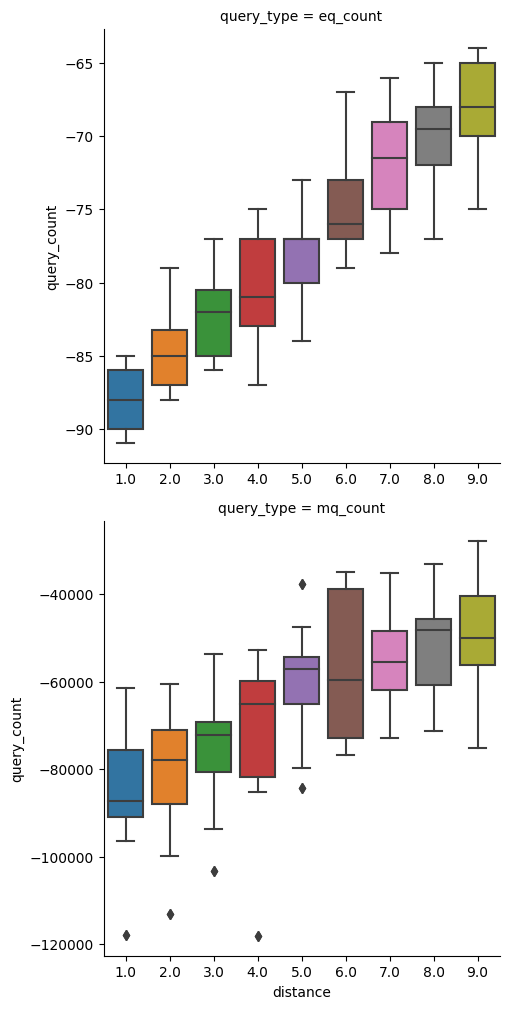 query_type = eq_count
−65
−70
−75
−80
−85
−90
query_count
1.0 2.0 3.0 4.0 5.0 6.0 7.0 8.0 9.0
query_type = mq_count
−40000
−60000
−80000
−100000
−120000
query_count
1.0 2.0 3.0 4.0 5.0 6.0 7.0 8.0 9.0
distance